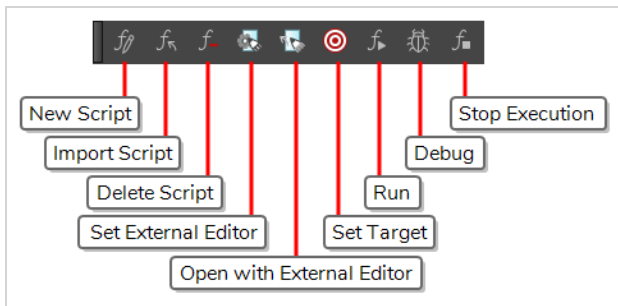 New Script
Stop Execution
Import Script
Debug
Delete Script
Run
Set External Editor
Set Target
Open with External Editor